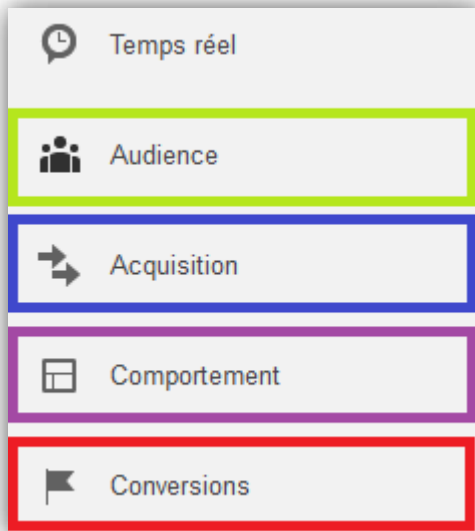 Temps réel
Audience
Acquisition
Comportement
Conversions